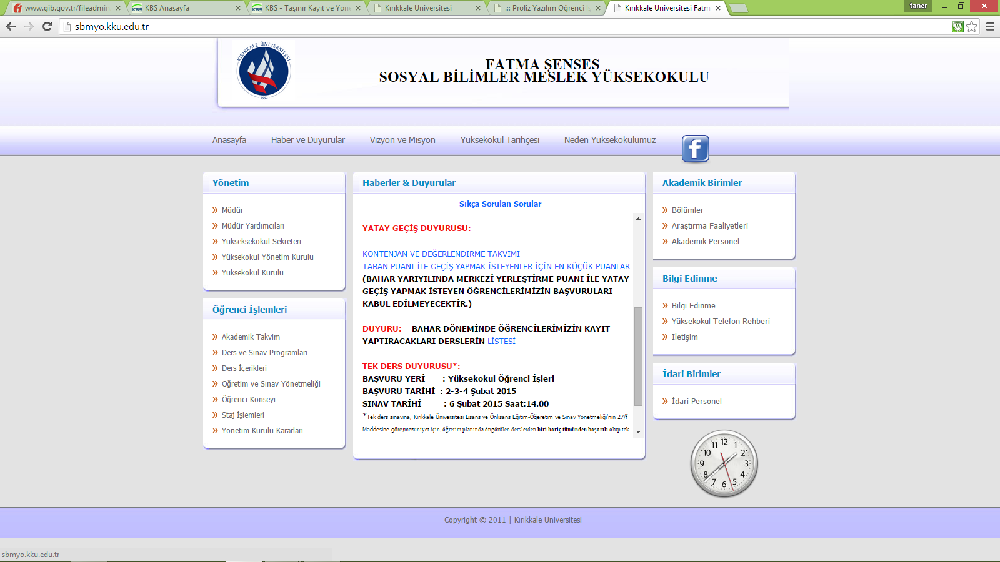 www.gib.gov.tr/fileadmin
KBS Anasayfa
KBS - Taşınır Kayıt ve Yöne
Kırıkkale Üniversitesi
.:: Proliz Yazılım Öğrenci İş
Kırıkkale Üniversitesi Fatm
taner
sbmyo.kku.edu.tr
KIRIKKALE ÜNİVERSİTESİ
1992
FATMA ŞENSES
SOSYAL BİLİMLER MESLEK YÜKSEKOKULU
Anasayfa
Haber ve Duyurular
Vizyon ve Misyon
Yüksekokul Tarihçesi
Neden Yüksekokulumuz
f
Yönetim
Müdür
Müdür Yardımcıları
Yükseksekokul Sekreteri
Yüksekokul Yönetim Kurulu
Yüksekokul Kurulu
Öğrenci İşlemleri
Akademik Takvim
Ders ve Sınav Programları
Ders İçerikleri
Öğretim ve Sınav Yönetmeliği
Öğrenci Konseyi
Staj İşlemleri
Yönetim Kurulu Kararları
Haberler & Duyurular
Sıkça Sorulan Sorular
YATAY GEÇİŞ DUYURUSU:
KONTENJAN VE DEĞERLENDİRME TAKVİMİ
TABAN PUANI İLE GEÇİŞ YAPMAK İSTEYENLER İÇİN EN KÜÇÜK PUANLAR
(BAHAR YARIYILINDA MERKEZİ YERLEŞTİRME PUANI İLE YATAY
GEÇİŞ YAPMAK İSTEYEN ÖĞRENCİLERİMİZİN BAŞVURULARI
KABUL EDİLMEYECEKTİR.)
DUYURU: BAHAR DÖNEMİNDE ÖĞRENCİLERİMİZİN KAYIT
YAPTIRACAKLARI DERSLERİN LİSTESİ
TEK DERS DUYURUSU*:
BAŞVURU YERİ : Yüksekokul Öğrenci İşleri
BAŞVURU TARİHİ : 2-3-4 Şubat 2015
SINAV TARİHİ : 6 Şubat 2015 Saat:14.00
*Tek ders sınavına, Kırıkkale Üniversitesi Lisans ve Önlisans Eğitim-Öğretim ve Sınav Yönetmeliği'nin 27/f
Maddesine göre;mezuniyet için, öğretim planında öngörülen derslerden biri hariç tümünden başarılı olup tek
Akademik Birimler
Bölümler
Araştırma Faaliyetleri
Akademik Personel
Bilgi Edinme
Bilgi Edinme
Yüksekokul Telefon Rehberi
İletişim
İdari Birimler
İdari Personel
12
1
2
3
4
5
6
7
8
9
10
11
Copyright © 2011 | Kırıkkale Üniversitesi
sbmyo.kku.edu.tr